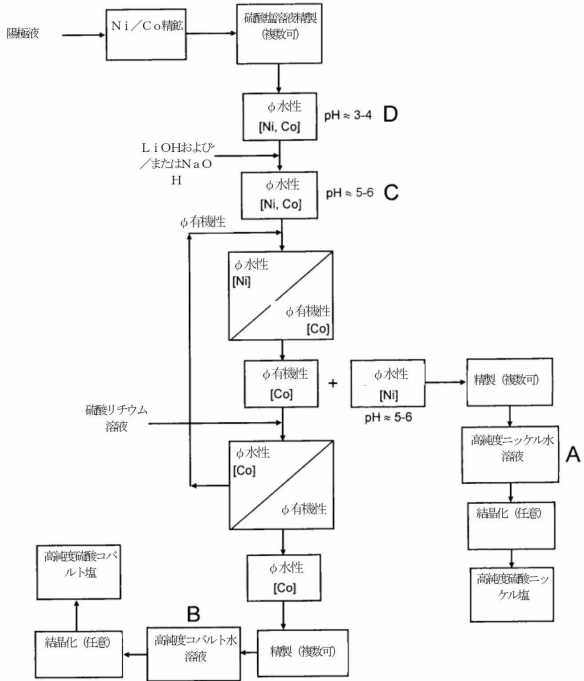 陽極液
Ni/Co精鉱
硫酸塩溶液精製
(複数可)
φ水性
[Ni, Co]
pH ≈ 3-4
D
LiOHおよび
/またはNaO
H
φ水性
[Ni, Co]
pH ≈ 5-6
C
φ有機性
φ水性
[Ni]
φ有機性
[Co]
φ有機性
[Co]
+
φ水性
[Ni]
pH ≈ 5-6
精製(複数可)
硫酸リチウム
溶液
高純度ニッケル水
溶液
A
φ水性
[Co]
φ有機性
結晶化(任意)
高純度硫酸ニッ
ケル塩
φ水性
[Co]
高純度硫酸コバ
ルト塩
B
結晶化(任意)
高純度コバルト水
溶液
精製(複数可)